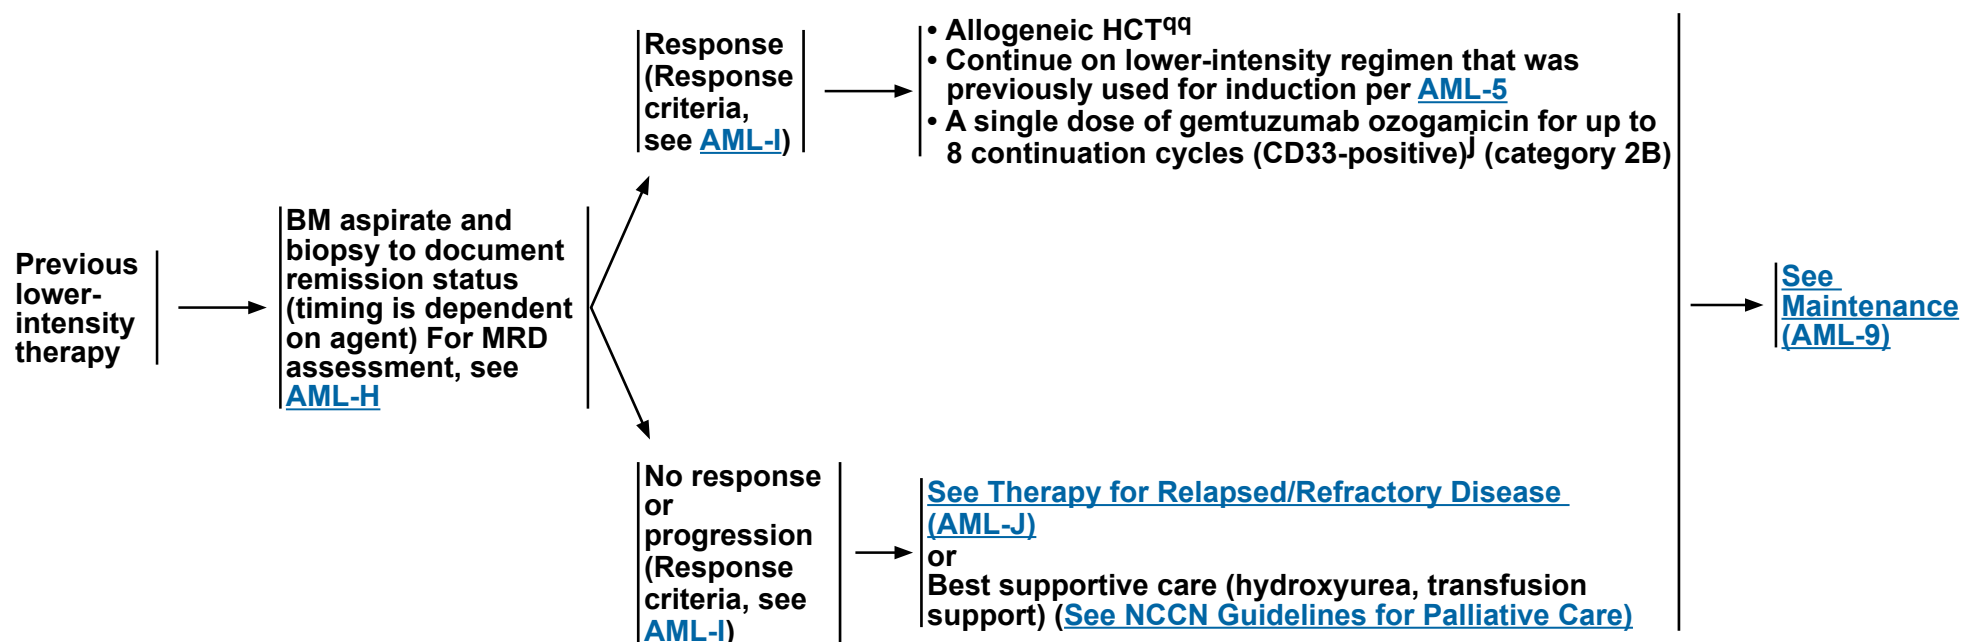 Previous
lower-
intensity
therapy
BM aspirate and
biopsy to document
remission status
(timing is dependent
on agent) For MRD
assessment, see
AML-H
Response
(Response
criteria,
see AML-I)
• Allogeneic HCTqq
• Continue on lower-intensity regimen that was
previously used for induction per AML-5
• A single dose of gemtuzumab ozogamicin for up to
8 continuation cycles (CD33-positive)j (category 2B)
No response
or
progression
(Response
criteria, see
AML-I)
See Therapy for Relapsed/Refractory Disease
(AML-J)
or
Best supportive care (hydroxyurea, transfusion
support) (See NCCN Guidelines for Palliative Care)
See
Maintenance
(AML-9)